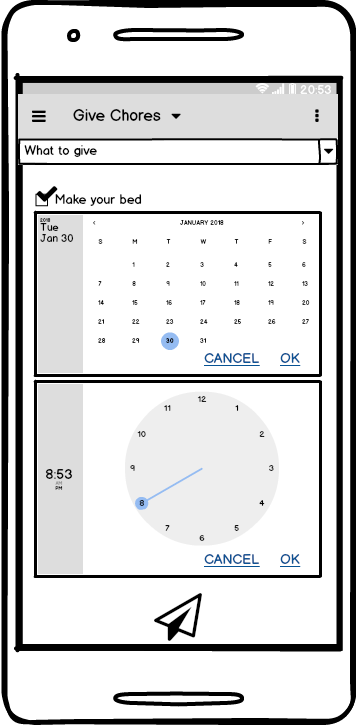 20:53
Give Chores
What to give
Make your bed
2018
Tue
Jan 30
‹ JANUARY 2018 ›
S M T W T F S
1 2 3 4 5 6
7 8 9 10 11 12 13
14 15 16 17 18 19 20
21 22 23 24 25 26 27
28 29 30 31
CANCEL OK
8:53
AM
PM
12
11 1
10 2
9 3
8 4
7 5
6
CANCEL OK